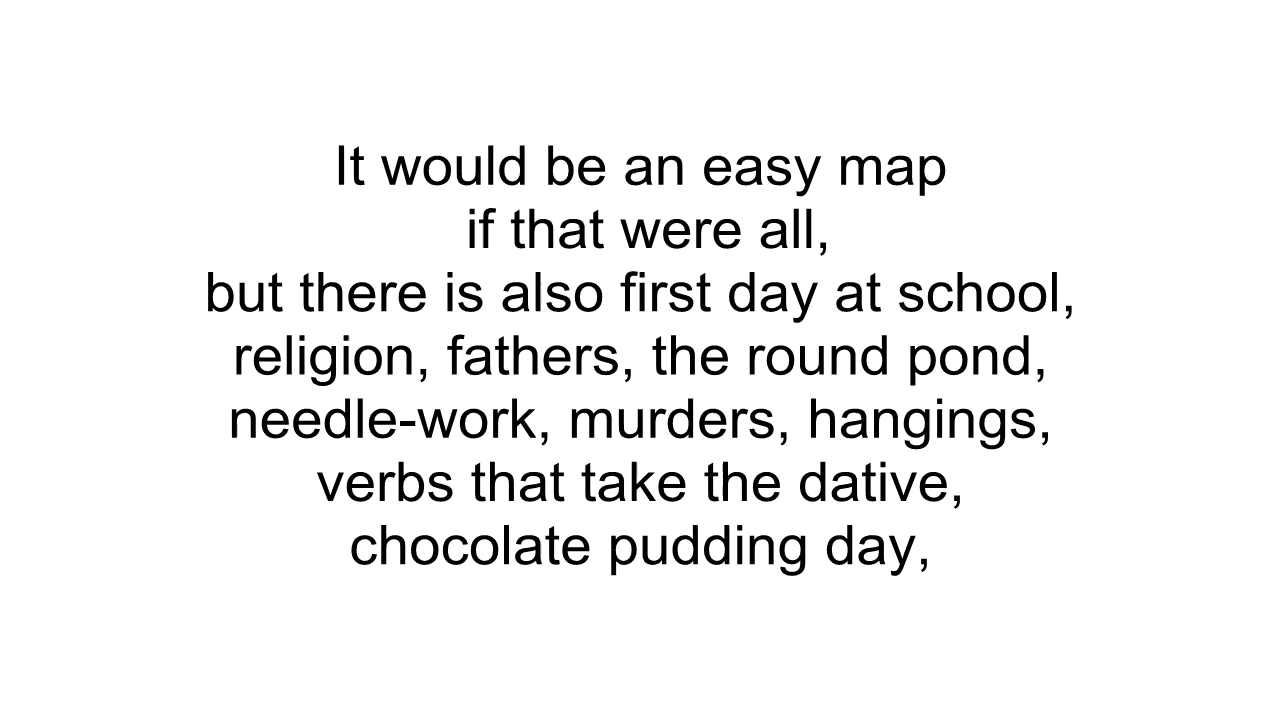 It would be an easy map
if that were all,
but there is also first day at school,
religion, fathers, the round pond,
needle-work, murders, hangings,
verbs that take the dative,
chocolate pudding day,